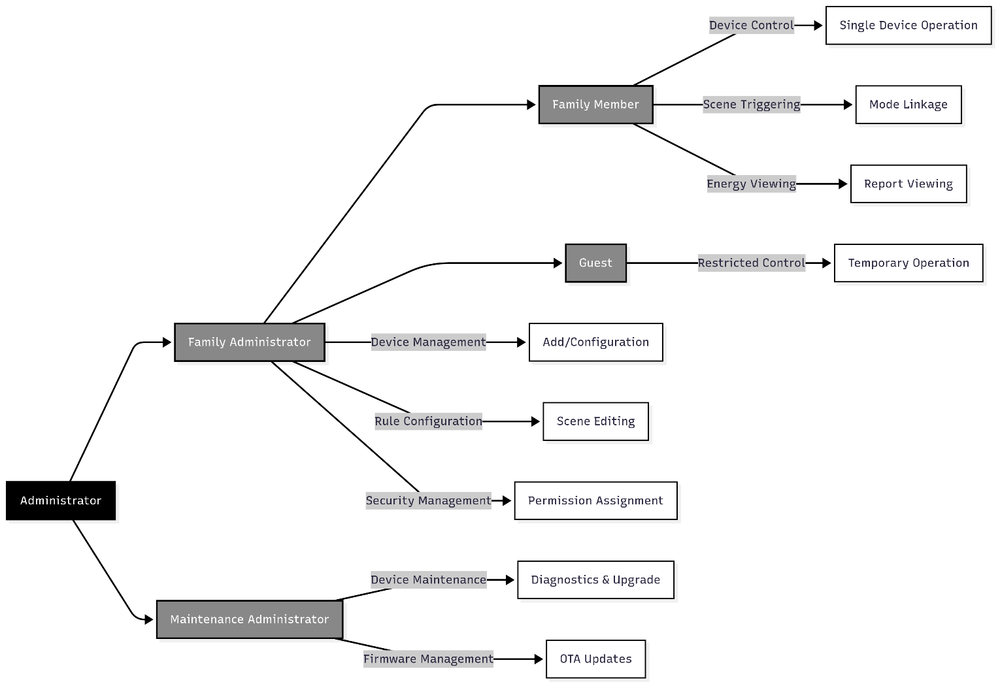 Device Control
Single Device Operation
Family Member
Scene Triggering
Mode Linkage
Energy Viewing
Report Viewing
Guest
Restricted Control
Temporary Operation
Family Administrator
Device Management
Add/Configuration
Rule Configuration
Scene Editing
Administrator
Security Management
Permission Assignment
Device Maintenance
Diagnostics & Upgrade
Maintenance Administrator
Firmware Management
OTA Updates